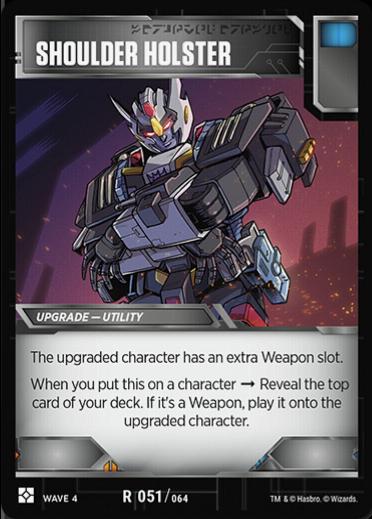 SHOULDER HOLSTER
UPGRADE — UTILITY
The upgraded character has an extra Weapon slot.
When you put this on a character → Reveal the top
card of your deck. If it's a Weapon, play it onto the
upgraded character.
WAVE 4 R 051/064 TM & © Hasbro. © Wizards.